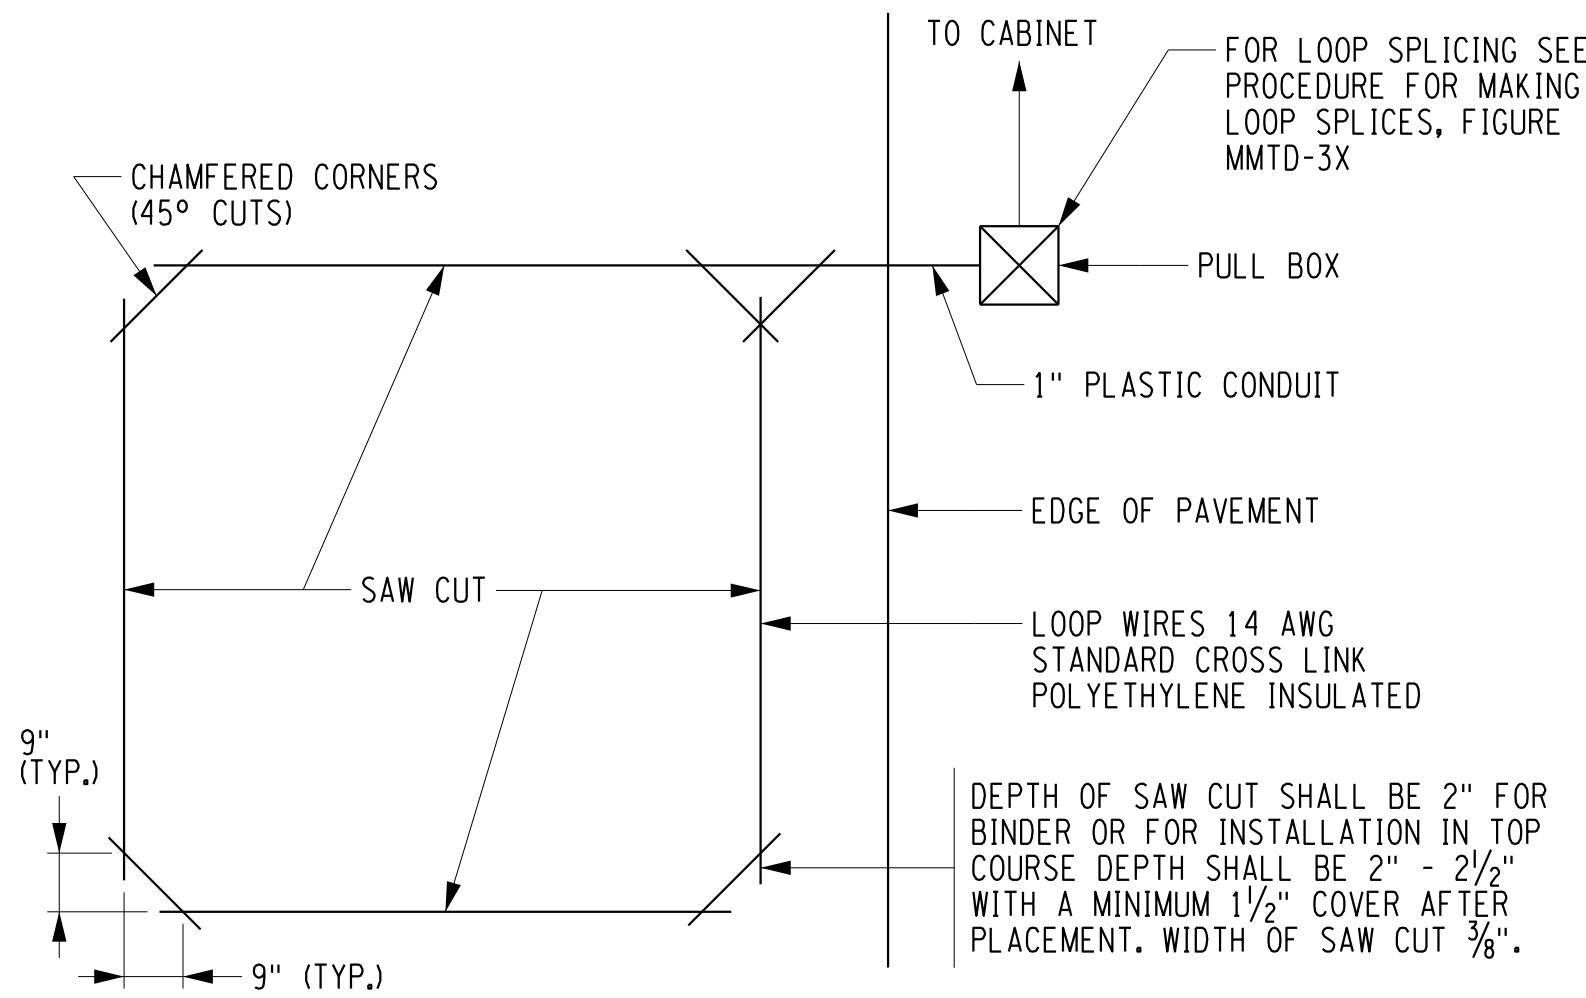 TO CABINET
FOR LOOP SPLICING SEE
PROCEDURE FOR MAKING
LOOP SPLICES, FIGURE
MMTD-3X
CHAMFERED CORNERS
(45° CUTS)
PULL BOX
1" PLASTIC CONDUIT
EDGE OF PAVEMENT
SAW CUT
LOOP WIRES 14 AWG
STANDARD CROSS LINK
POLYETHYLENE INSULATED
9"
(TYP.)
DEPTH OF SAW CUT SHALL BE 2" FOR
BINDER OR FOR INSTALLATION IN TOP
COURSE DEPTH SHALL BE 2" - 2½"
WITH A MINIMUM 1½" COVER AFTER
PLACEMENT. WIDTH OF SAW CUT ⅜".
9" (TYP.)